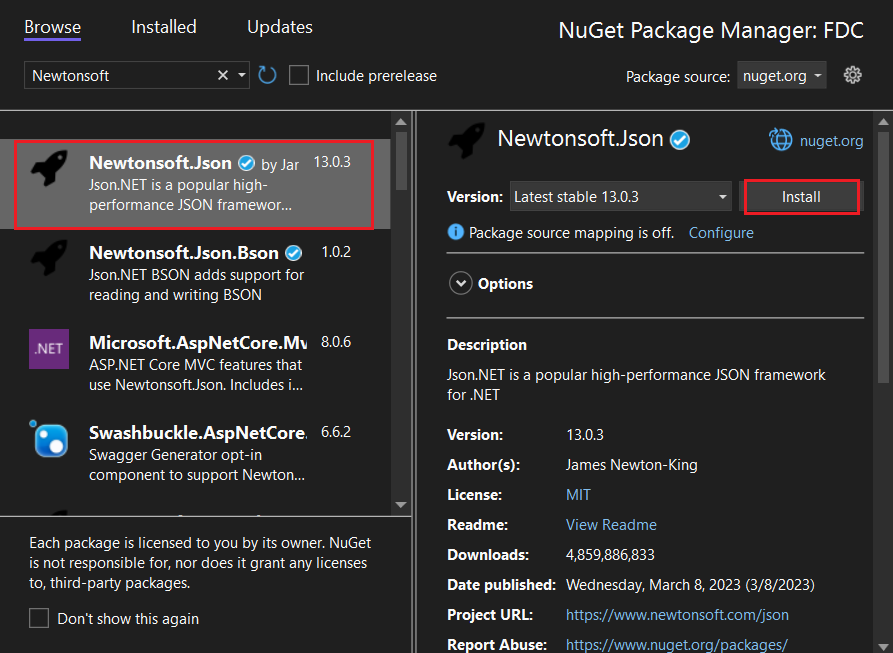 Browse Installed Updates
NuGet Package Manager: FDC
Newtonsoft
Include prerelease
Package source: nuget.org
Newtonsoft.Json by Jar 13.0.3
Json.NET is a popular high-
performance JSON framewor...
Newtonsoft.Json.Bson 1.0.2
Json.NET BSON adds support for
reading and writing BSON
.NET
Microsoft.AspNetCore.Mv 8.0.6
ASP.NET Core MVC features that
use Newtonsoft.Json. Includes i...
Swashbuckle.AspNetCore. 6.6.2
Swagger Generator opt-in
component to support Newton...
Each package is licensed to you by its owner. NuGet
is not responsible for, nor does it grant any licenses
to, third-party packages.
Don't show this again
Newtonsoft.Json
nuget.org
Version: Latest stable 13.0.3
Install
Package source mapping is off. Configure
Options
Description
Json.NET is a popular high-performance JSON framework
for .NET
Version: 13.0.3
Author(s): James Newton-King
License: MIT
Readme: View Readme
Downloads: 4,859,886,833
Date published: Wednesday, March 8, 2023 (3/8/2023)
Project URL: https://www.newtonsoft.com/json
Report Abuse: https://www.nuget.org/packages/